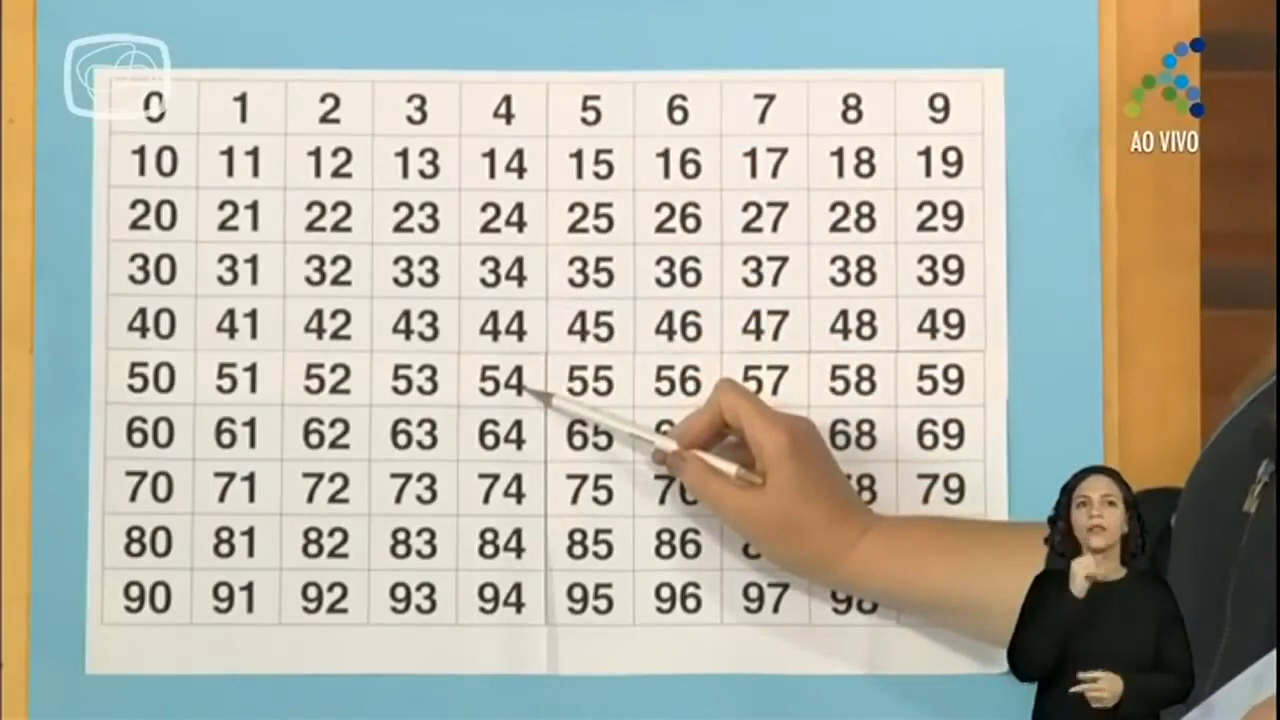 0 1 2 3 4 5 6 7 8 9
10 11 12 13 14 15 16 17 18 19
20 21 22 23 24 25 26 27 28 29
30 31 32 33 34 35 36 37 38 39
40 41 42 43 44 45 46 47 48 49
50 51 52 53 54 55 56 57 58 59
60 61 62 63 64 65 68 69
70 71 72 73 74 75 76 78 79
80 81 82 83 84 85 86
90 91 92 93 94 95 96 97 98
AO VIVO